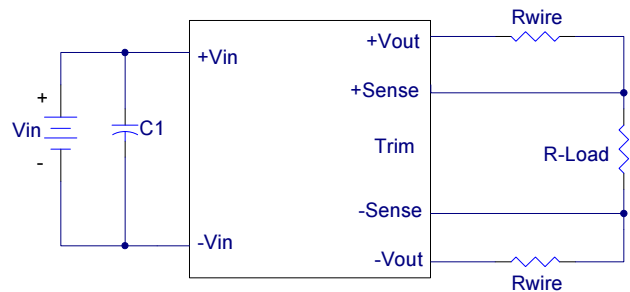 Rwire
+Vout
+Vin
+Sense
+
Vin
C1
Trim
R-Load
-
-Sense
-Vin
-Vout
Rwire